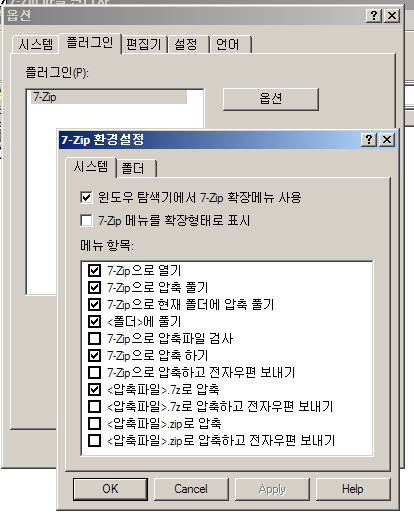 옵션
시스템 플러그인 편집기 설정 언어
플러그인(P):
7-Zip
옵션
7-Zip 환경설정
시스템 폴더
윈도우 탐색기에서 7-Zip 확장메뉴 사용
7-Zip 메뉴를 확장형태로 표시
메뉴 항목:
7-Zip으로 열기
7-Zip으로 압축 풀기
7-Zip으로 현재 폴더에 압축 풀기
<폴더>에 풀기
7-Zip으로 압축파일 검사
7-Zip으로 압축 하기
7-Zip으로 압축하고 전자우편 보내기
<압축파일>.7z로 압축
<압축파일>.7z로 압축하고 전자우편 보내기
<압축파일>.zip로 압축
<압축파일>.zip로 압축하고 전자우편 보내기
OK Cancel Apply Help